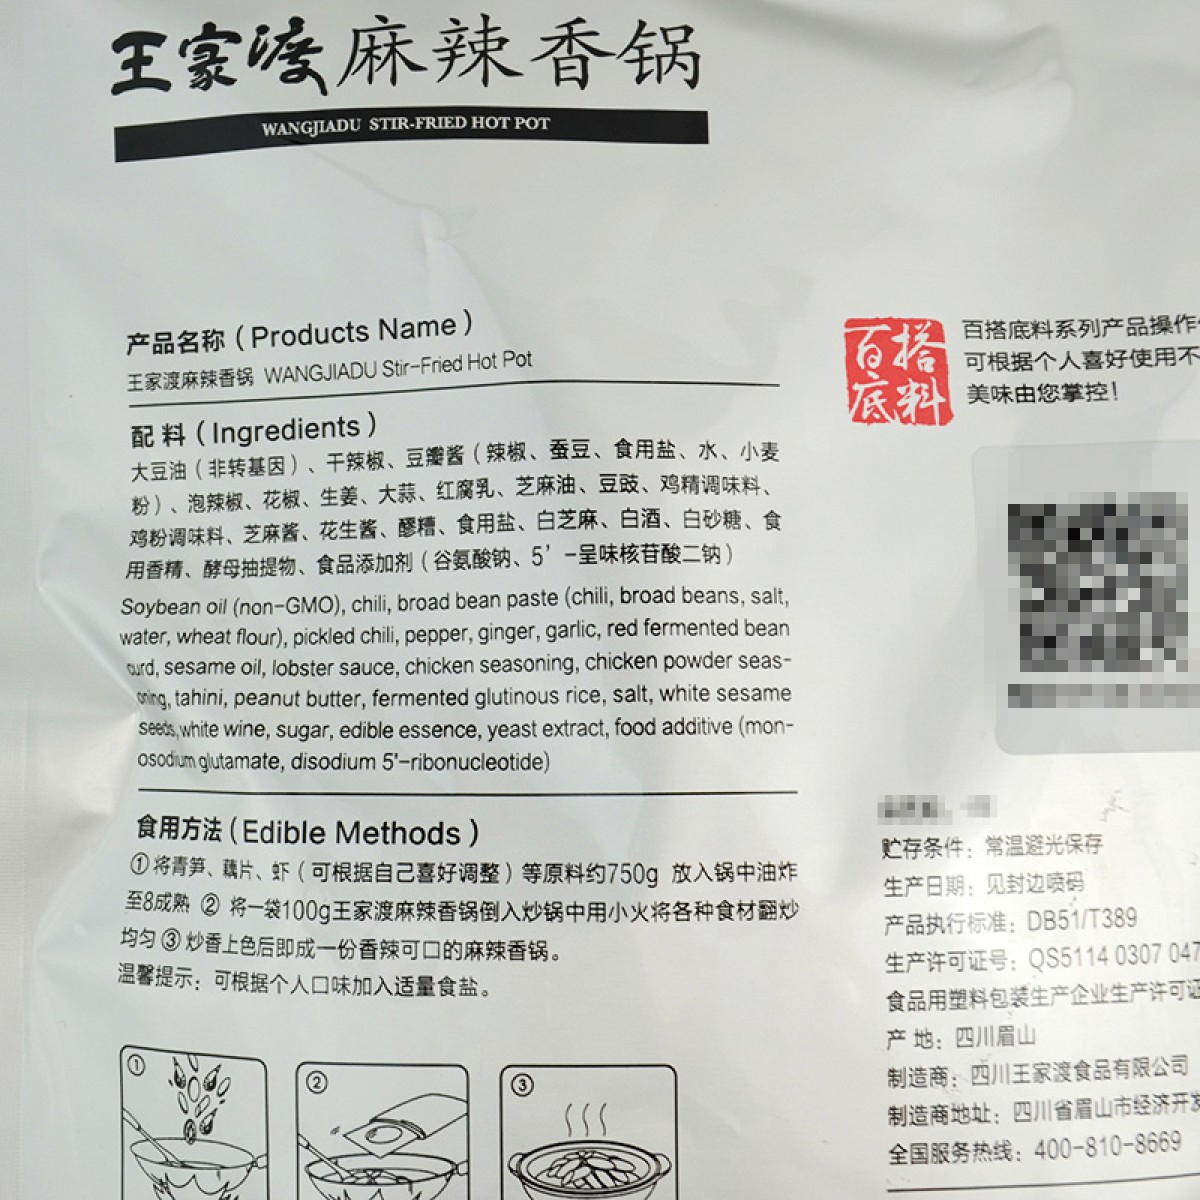 王家渡麻辣香锅
WANGJIADU STIR-FRIED HOT POT
产品名称（Products Name）
王家渡麻辣香锅 WANGJIADU Stir-Fried Hot Pot
配 料（Ingredients）
大豆油（非转基因）、干辣椒、豆瓣酱（辣椒、蚕豆、食用盐、水、小麦
粉）、泡辣椒、花椒、生姜、大蒜、红腐乳、芝麻油、豆豉、鸡精调味料、
鸡粉调味料、芝麻酱、花生酱、醪糟、食用盐、白芝麻、白酒、白砂糖、食
用香精、酵母抽提物、食品添加剂（谷氨酸钠、5’-呈味核苷酸二钠）
Soybean oil (non-GMO), chili, broad bean paste (chili, broad beans, salt,
water, wheat flour), pickled chili, pepper, ginger, garlic, red fermented bean
curd, sesame oil, lobster sauce, chicken seasoning, chicken powder seas-
oning, tahini, peanut butter, fermented glutinous rice, salt, white sesame
seeds, white wine, sugar, edible essence, yeast extract, food additive (mon-
osodium glutamate, disodium 5'-ribonucleotide)
食用方法（Edible Methods）
①将青笋、藕片、虾（可根据自己喜好调整）等原料约750g 放入锅中油炸
至8成熟 ② 将一袋100g王家渡麻辣香锅倒入炒锅中用小火将各种食材翻炒
均匀 ③炒香上色后即成一份香辣可口的麻辣香锅。
温馨提示：可根据个人口味加入适量食盐。
①
②
③
百搭
底料
百搭底料系列产品操作
可根据个人喜好使用不
美味由您掌控！
贮存条件：常温避光保存
生产日期：见封边喷码
产品执行标准：DB51/T389
生产许可证号：QS5114 0307 047
食品用塑料包装生产企业生产许可证
产 地：四川眉山
制造商：四川王家渡食品有限公司
制造商地址：四川省眉山市经济开发
全国服务热线：400-810-8669